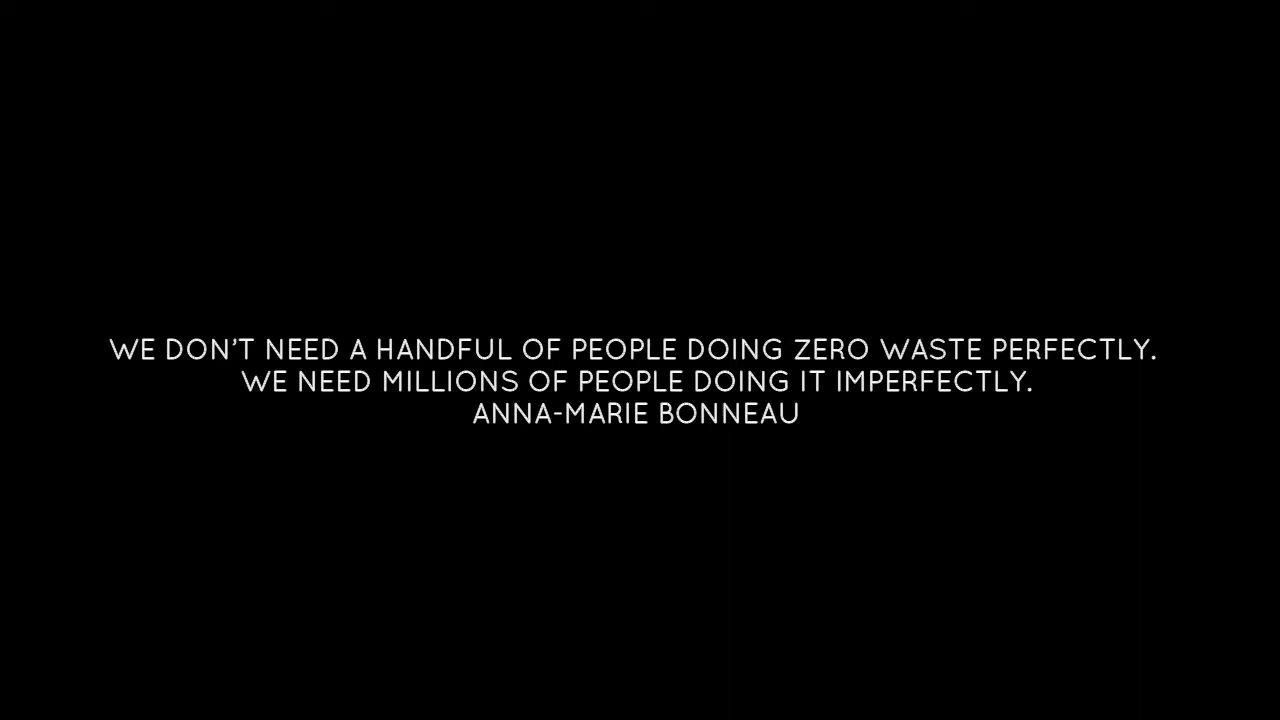 WE DON'T NEED A HANDFUL OF PEOPLE DOING ZERO WASTE PERFECTLY.
WE NEED MILLIONS OF PEOPLE DOING IT IMPERFECTLY.
ANNA-MARIE BONNEAU